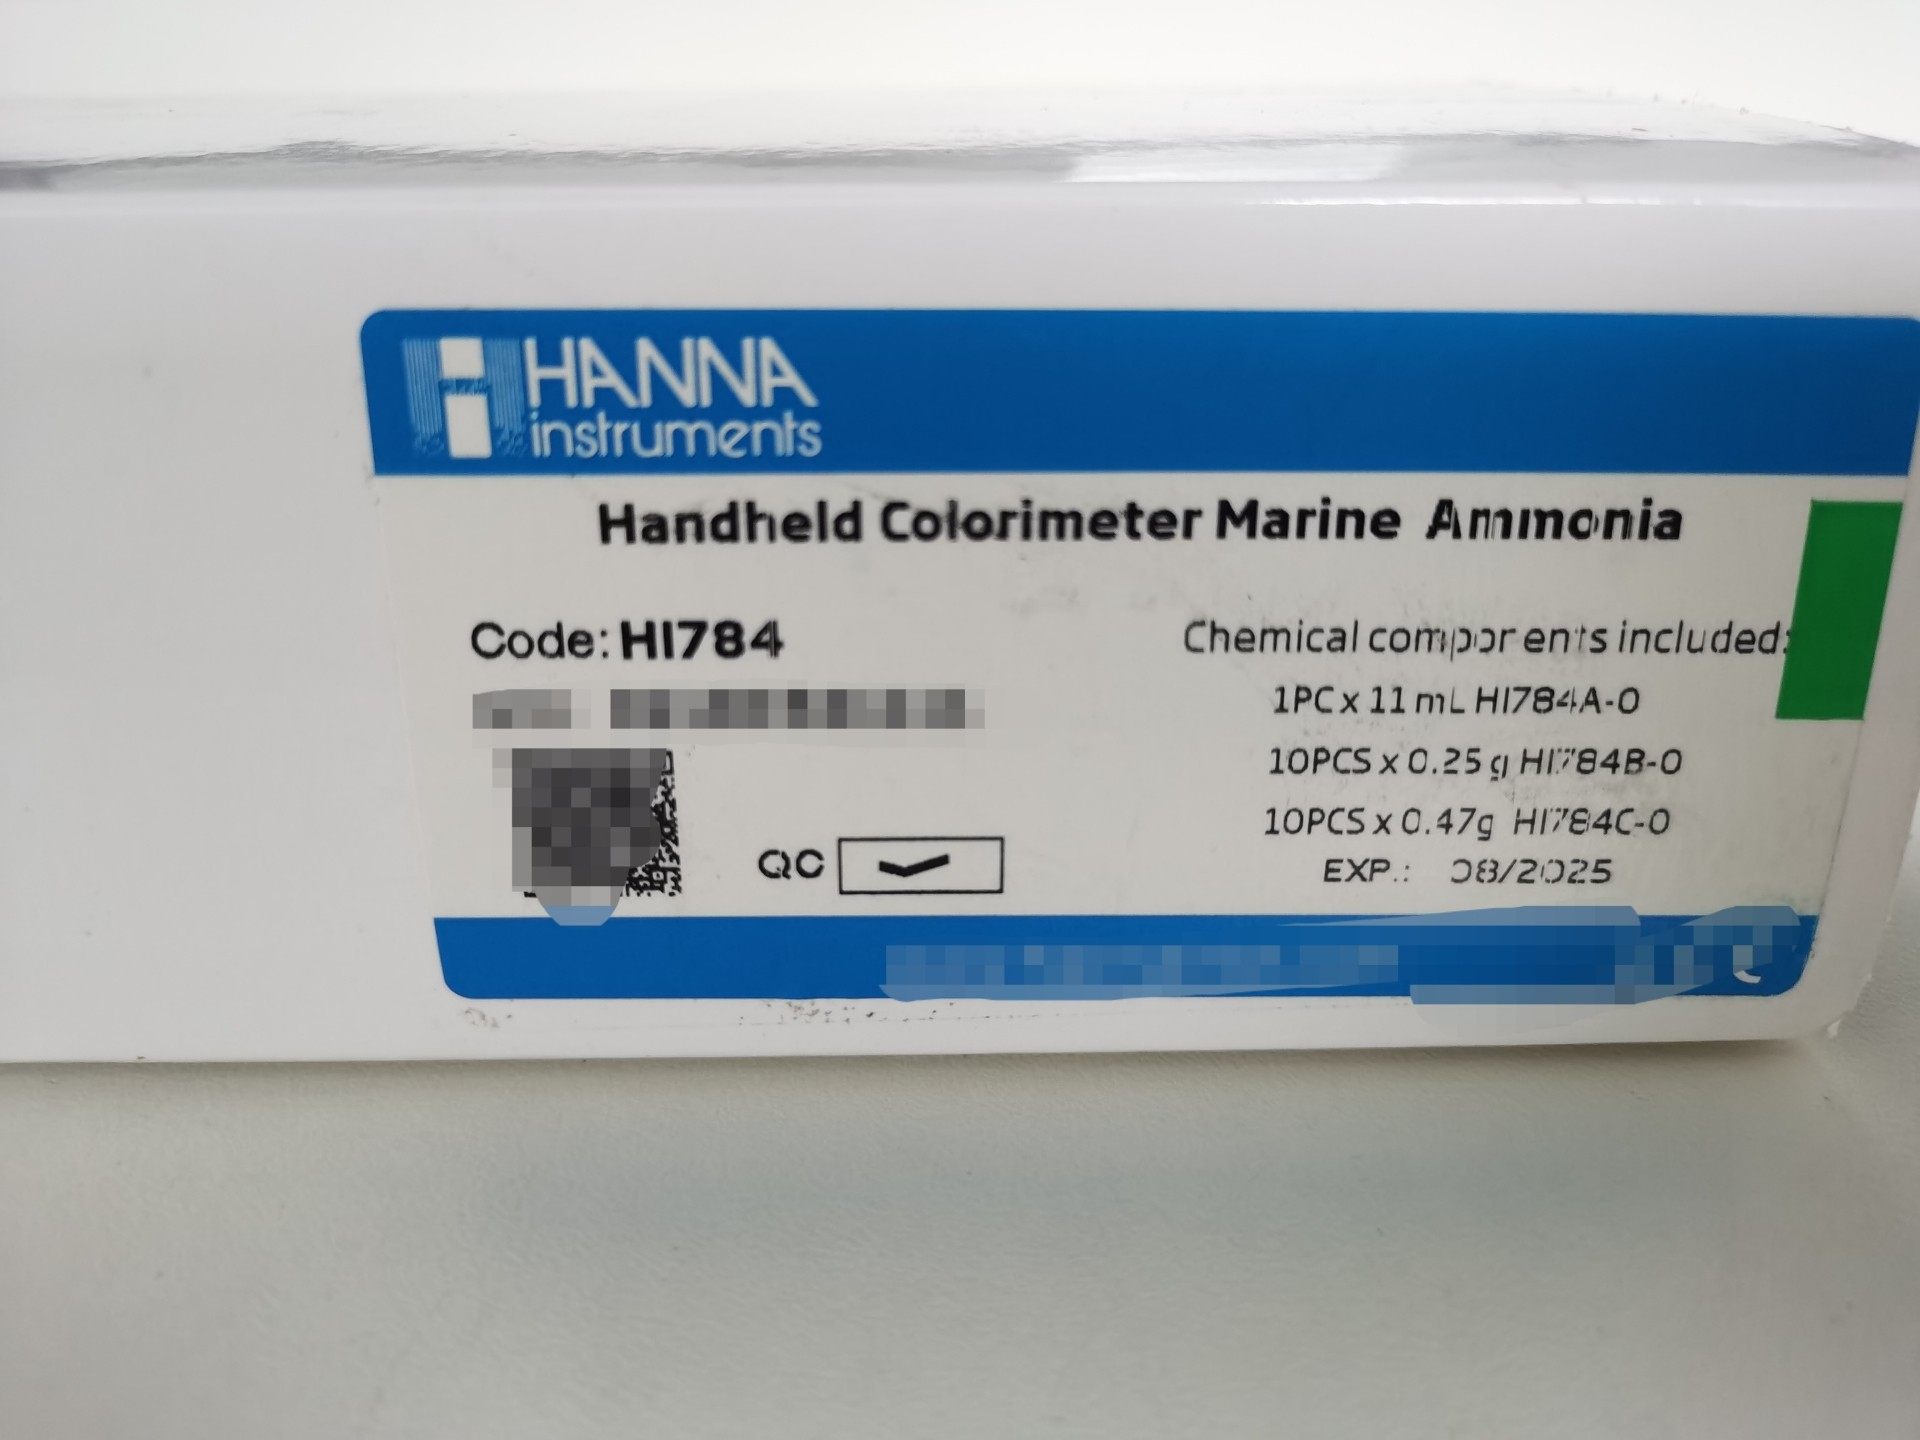 HANNA
instruments
Handheld Colorimeter Marine Ammonia
Code: HI784
Chemical components included:
1PC x 11 mL HI784A-0
10PCS x 0.25 g HI784B-0
10PCS x 0.47g HI784C-0
EXP.: 08/2025
QC